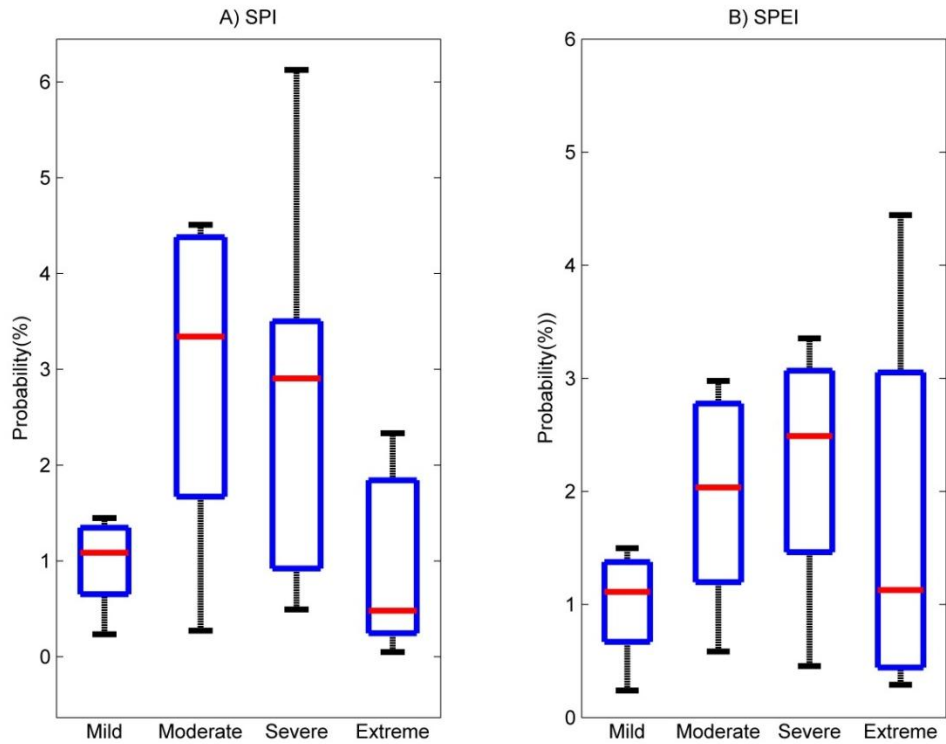 A) SPI
6
5
4
3
2
1
0
Probability(%)
Mild Moderate Severe Extreme
B) SPEI
6
5
4
3
2
1
0
Probability(%))
Mild Moderate Severe Extreme